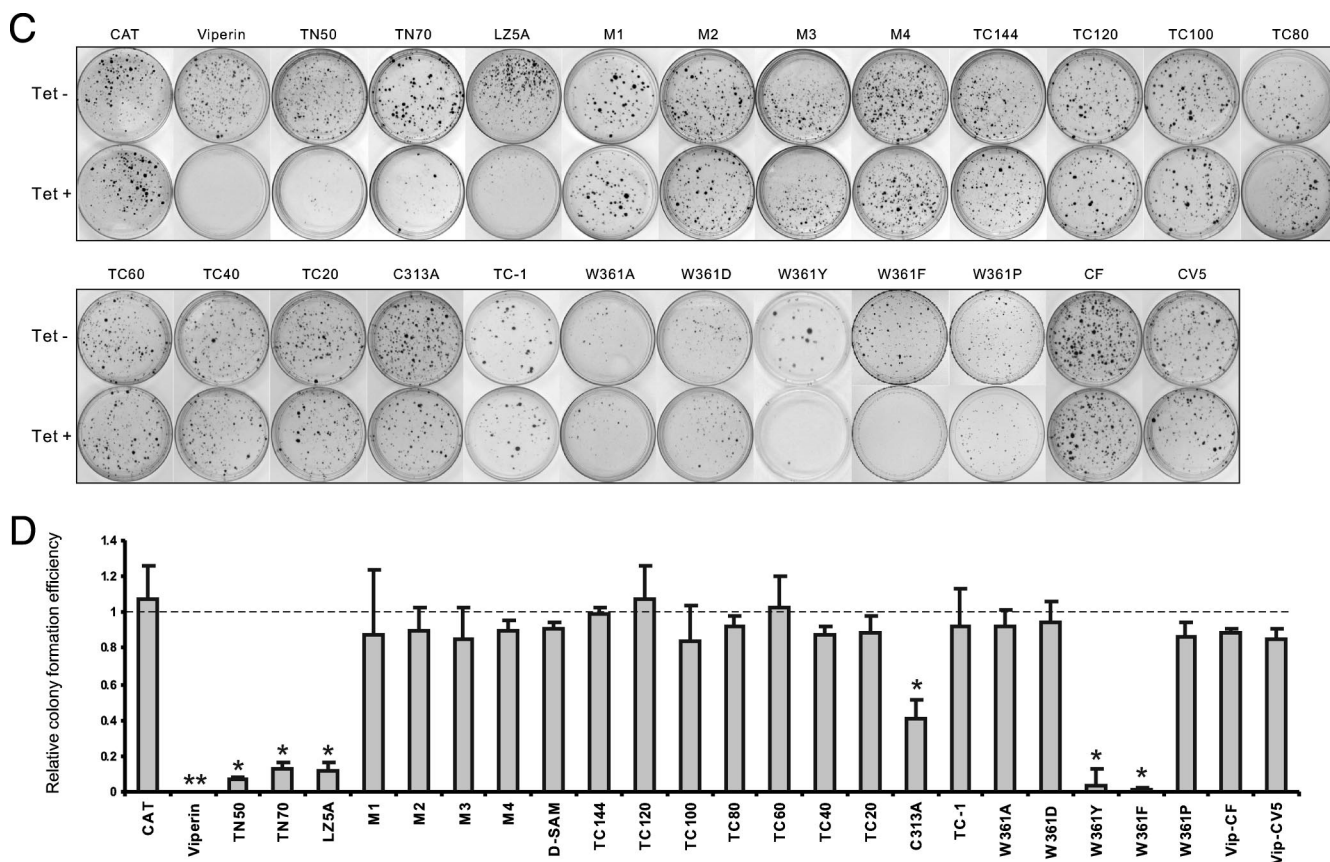 C
CAT Viperin TN50 TN70 LZ5A M1 M2 M3 M4 TC144 TC120 TC100 TC80
Tet -
Tet +
TC60 TC40 TC20 C313A TC-1 W361A W361D W361Y W361F W361P CF CV5
Tet -
Tet +
D
Relative colony formation efficiency
1.4
1.2
1
0.8
0.6
0.4
0.2
0
** * * * * * *
CAT Viperin TN50 TN70 LZ5A M1 M2 M3 M4 D-SAM TC144 TC120 TC100 TC80 TC60 TC40 TC20 C313A TC-1 W361A W361D W361Y W361F W361P Vip-CF Vip-CV5